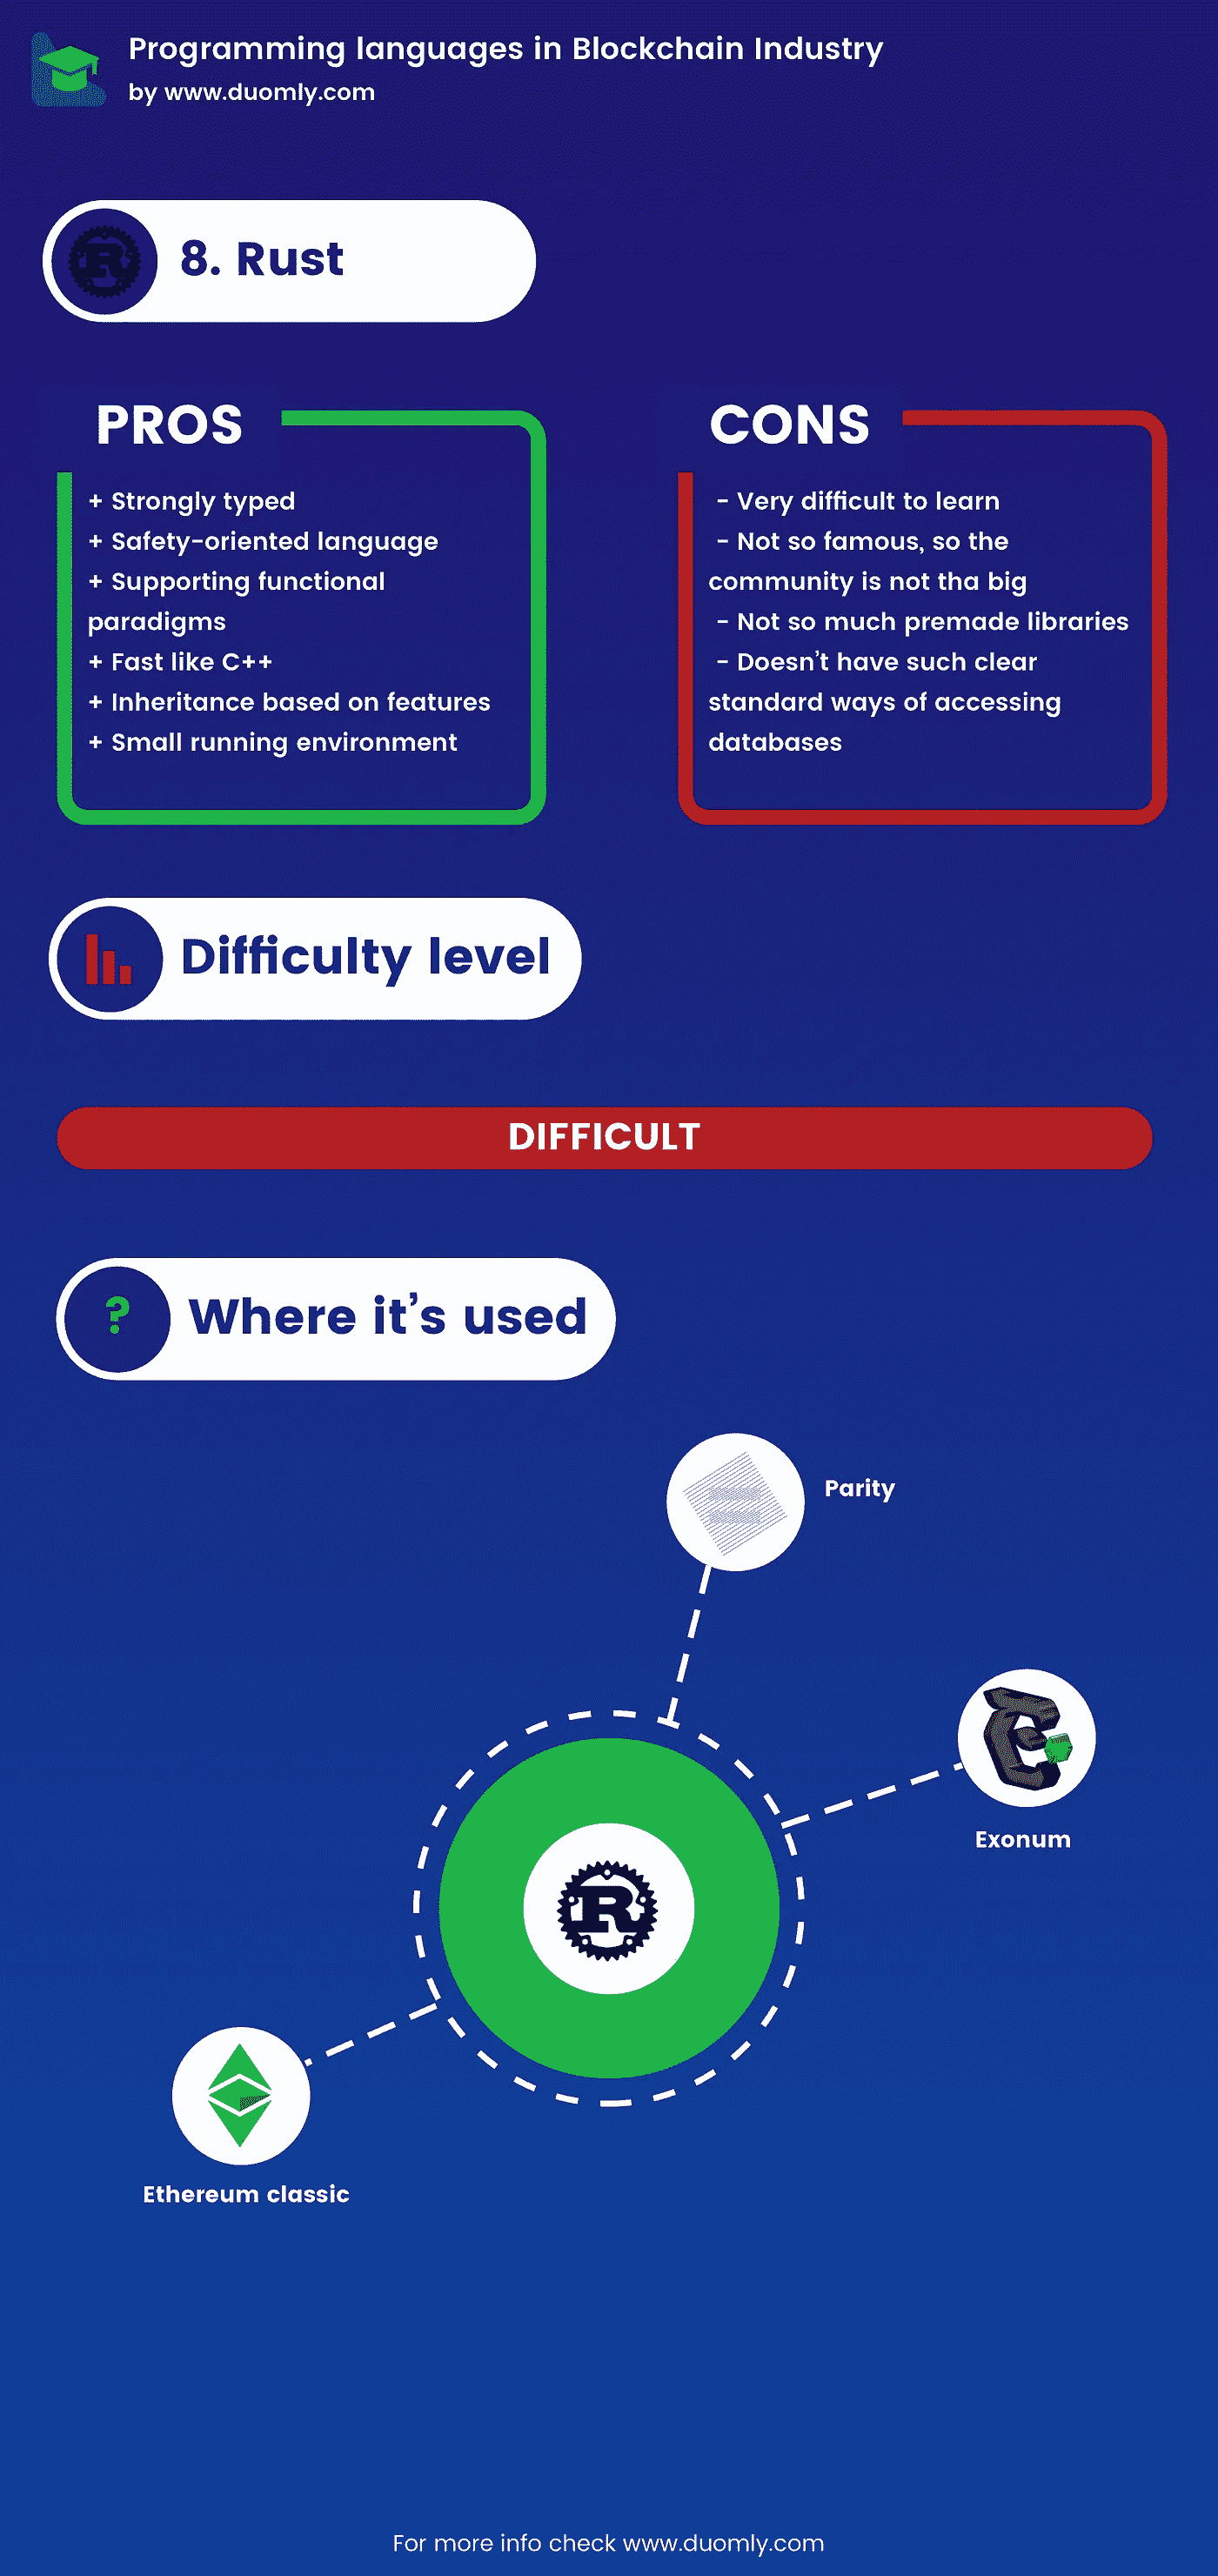 Programming languages in Blockchain Industry
by www.duomly.com
8. Rust
PROS
+ Strongly typed
+ Safety-oriented language
+ Supporting functional
paradigms
+ Fast like C++
+ Inheritance based on features
+ Small running environment
CONS
- Very difficult to learn
- Not so famous, so the
community is not tha big
- Not so much premade libraries
- Doesn't have such clear
standard ways of accessing
databases
Difficulty level
DIFFICULT
? Where it's used
Parity
Exonum
R
Ethereum classic
For more info check www.duomly.com